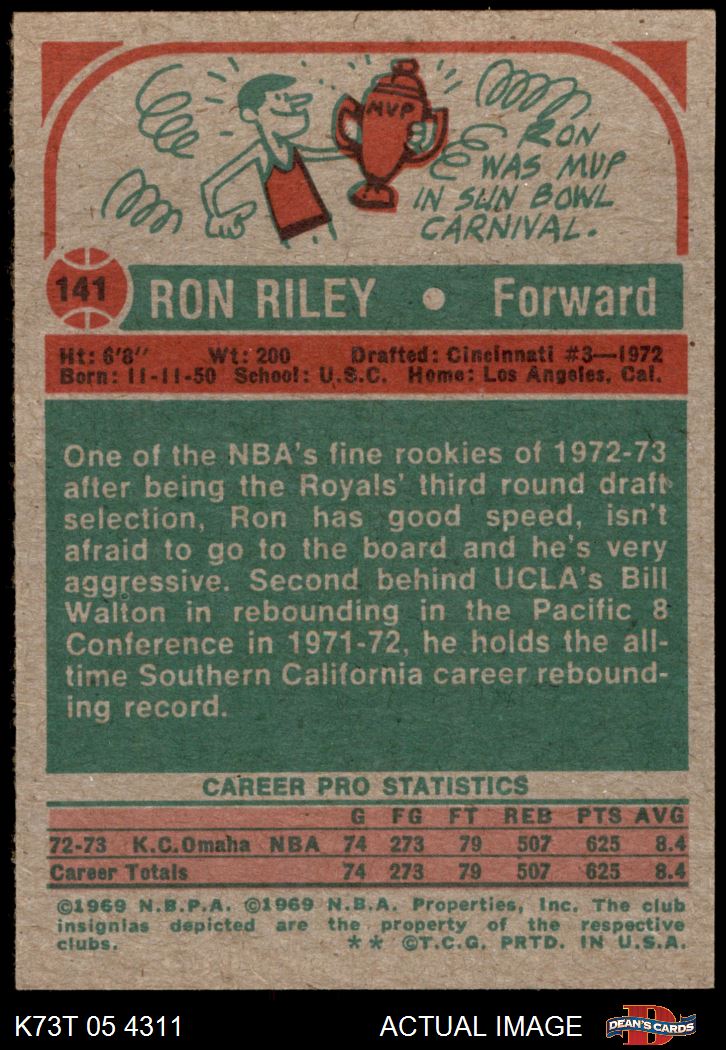 MVP
RON
WAS MVP
IN SUN BOWL
CARNIVAL.
141
RON RILEY • Forward
Ht: 6'8" Wt: 200 Drafted: Cincinnati #3—1972
Born: 11-11-50 School: U.S.C. Home: Los Angeles, Cal.
One of the NBA's fine rookies of 1972-73
after being the Royals' third round draft
selection, Ron has good speed, isn't
afraid to go to the board and he's very
aggressive. Second behind UCLA's Bill
Walton in rebounding in the Pacific 8
Conference in 1971-72, he holds the all-
time Southern California career rebound-
ing record.
CAREER PRO STATISTICS
G FG FT REB PTS AVG
72-73 K.C.Omaha NBA 74 273 79 507 625 8.4
Career Totals 74 273 79 507 625 8.4
©1969 N.B.P.A. ©1969 N.B.A. Properties, Inc. The club
insignias depicted are the property of the respective
clubs. ** ©T.C.G. PRTD. IN U.S.A.
K73T 05 4311 ACTUAL IMAGE DEAN'S CARDS